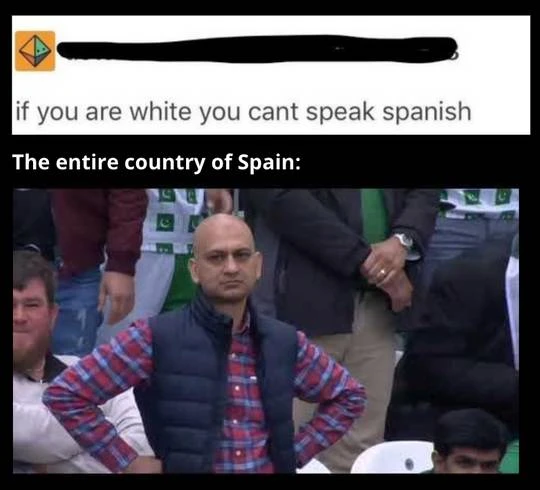 if you are white you cant speak spanish
The entire country of Spain: